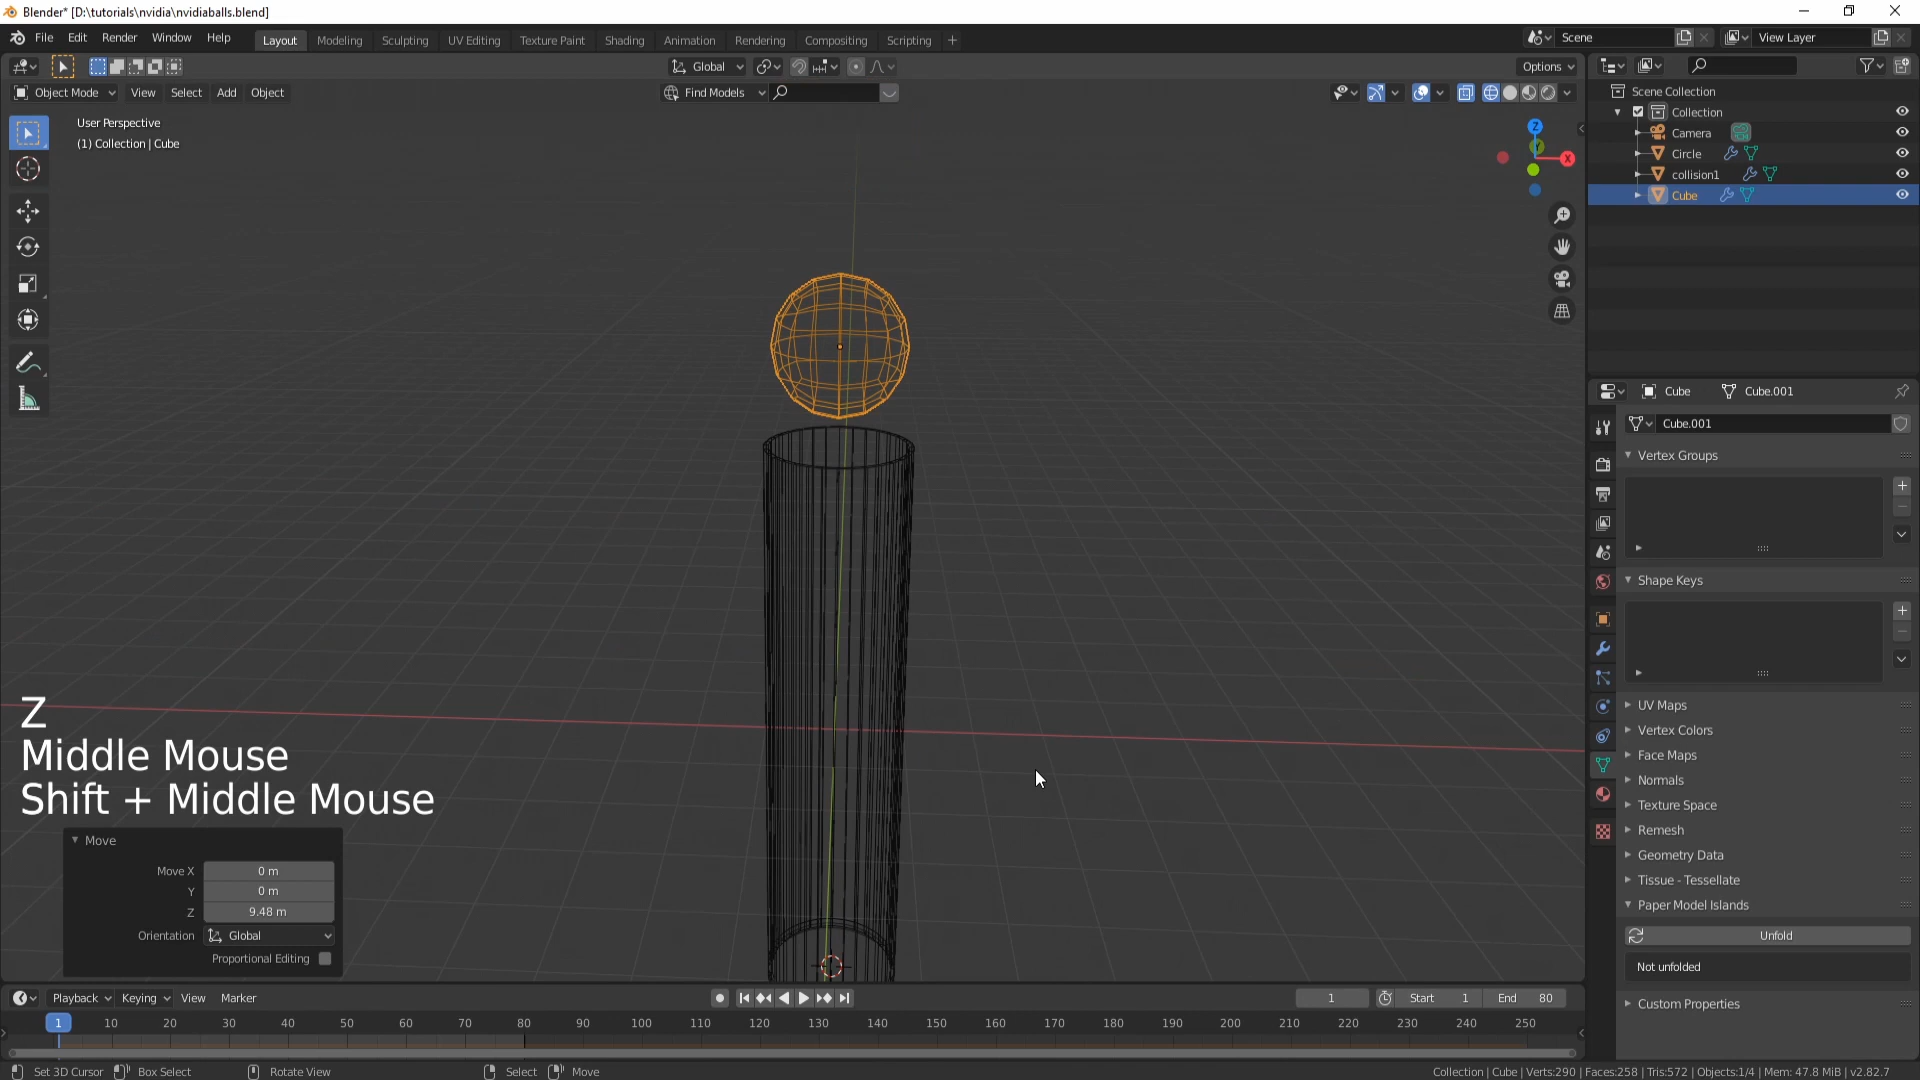 Blender* [D:\tutorials\nvidia\nvidiaballs.blend]
File Edit Render Window Help
Layout Modeling Sculpting UV Editing Texture Paint Shading Animation Rendering Compositing Scripting +
Scene
View Layer
Global
Options
Object Mode View Select Add Object
Find Models
User Perspective
(1) Collection | Cube
Z
X
Scene Collection
Collection
Camera
Circle
collision1
Cube
Cube Cube.001
Cube.001
Vertex Groups
Shape Keys
UV Maps
Vertex Colors
Face Maps
Normals
Texture Space
Remesh
Geometry Data
Tissue - Tessellate
Paper Model Islands
Unfold
Not unfolded
Custom Properties
Z
Middle Mouse
Shift + Middle Mouse
Move
Move X 0 m
Y 0 m
Z 9.48 m
Orientation Global
Proportional Editing
Playback Keying View Marker
1 Start 1 End 80
1 10 20 30 40 50 60 70 80 90 100 110 120 130 140 150 160 170 180 190 200 210 220 230 240 250
Set 3D Cursor Box Select Rotate View Select Move
Collection | Cube | Verts:290 | Faces:258 | Tris:572 | Objects:1/4 | Mem: 47.8 MiB | v2.82.7